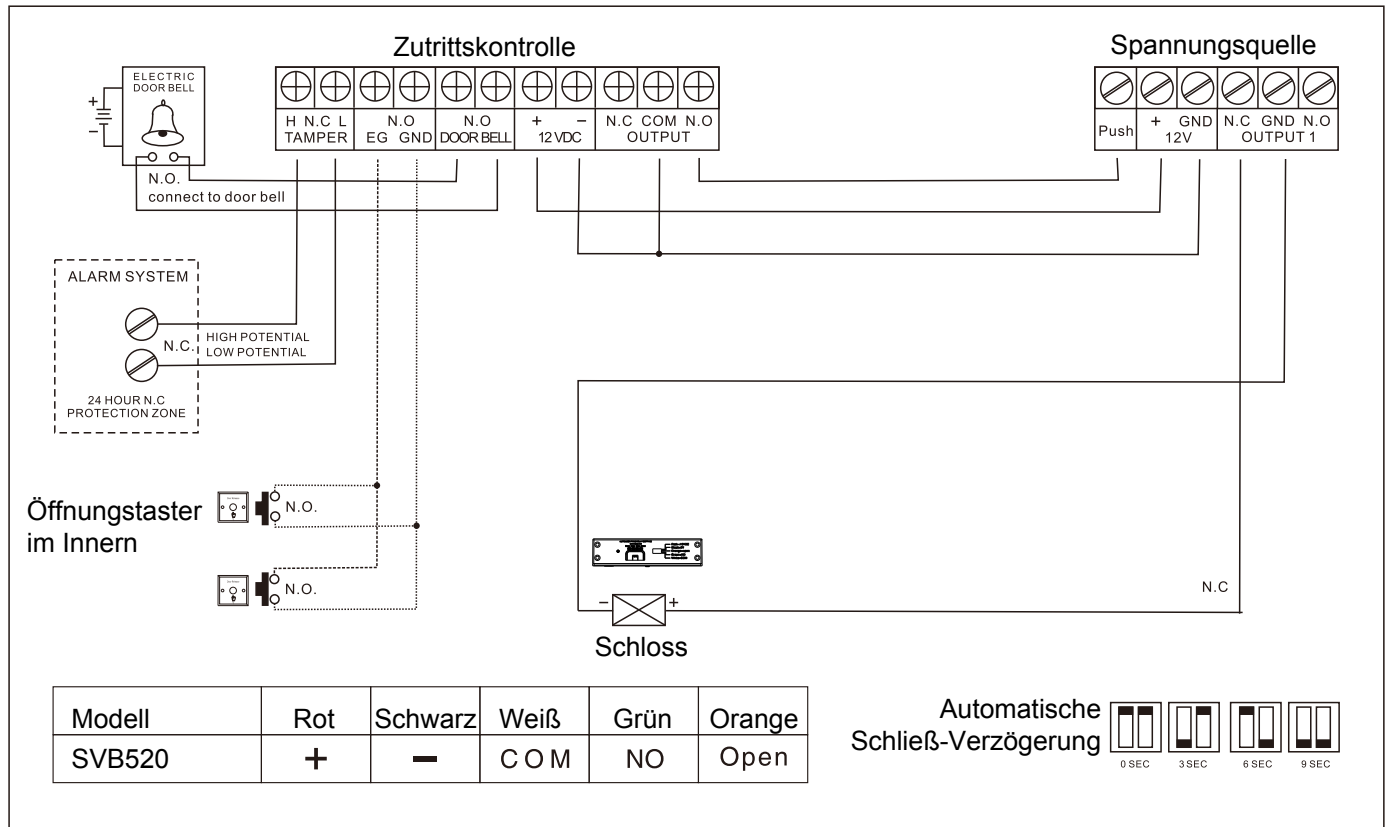 Zutrittskontrolle
Spannungsquelle
ELECTRIC
DOOR BELL
+
−
N.O.
connect to door bell
H N.C L
TAMPER
N.O
EG GND
N.O
DOOR BELL
+ −
12 VDC
N.C COM N.O
OUTPUT
Push
+ GND
12V
N.C GND N.O
OUTPUT 1
ALARM SYSTEM
N.C.
HIGH POTENTIAL
LOW POTENTIAL
24 HOUR N.C
PROTECTION ZONE
Öffnungstaster
im Innern
N.O.
N.O.
N.C
− +
Schloss
Modell Rot Schwarz Weiß Grün Orange
SVB520 + − COM NO Open
Automatische
Schließ-Verzögerung
0 SEC 3 SEC 6 SEC 9 SEC